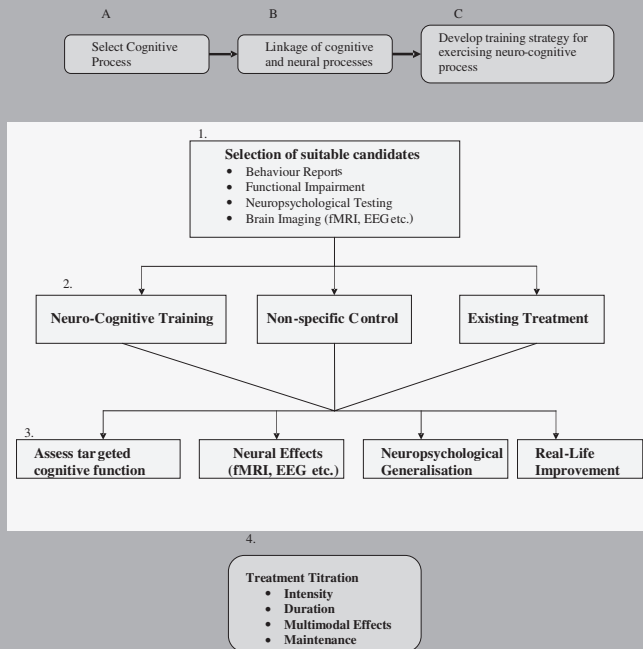 A
B
C
Select Cognitive
Process
Linkage of cognitive
and neural processes
Develop training strategy for
exercising neuro-cognitive
process
1.
Selection of suitable candidates
• Behaviour Reports
• Functional Impairment
• Neuropsychological Testing
• Brain Imaging (fMRI, EEG etc.)
2.
Neuro-Cognitive Training
Non-specific Control
Existing Treatment
3.
Assess targeted
cognitive function
Neural Effects
(fMRI, EEG etc.)
Neuropsychological
Generalisation
Real-Life
Improvement
4.
Treatment Titration
• Intensity
• Duration
• Multimodal Effects
• Maintenance